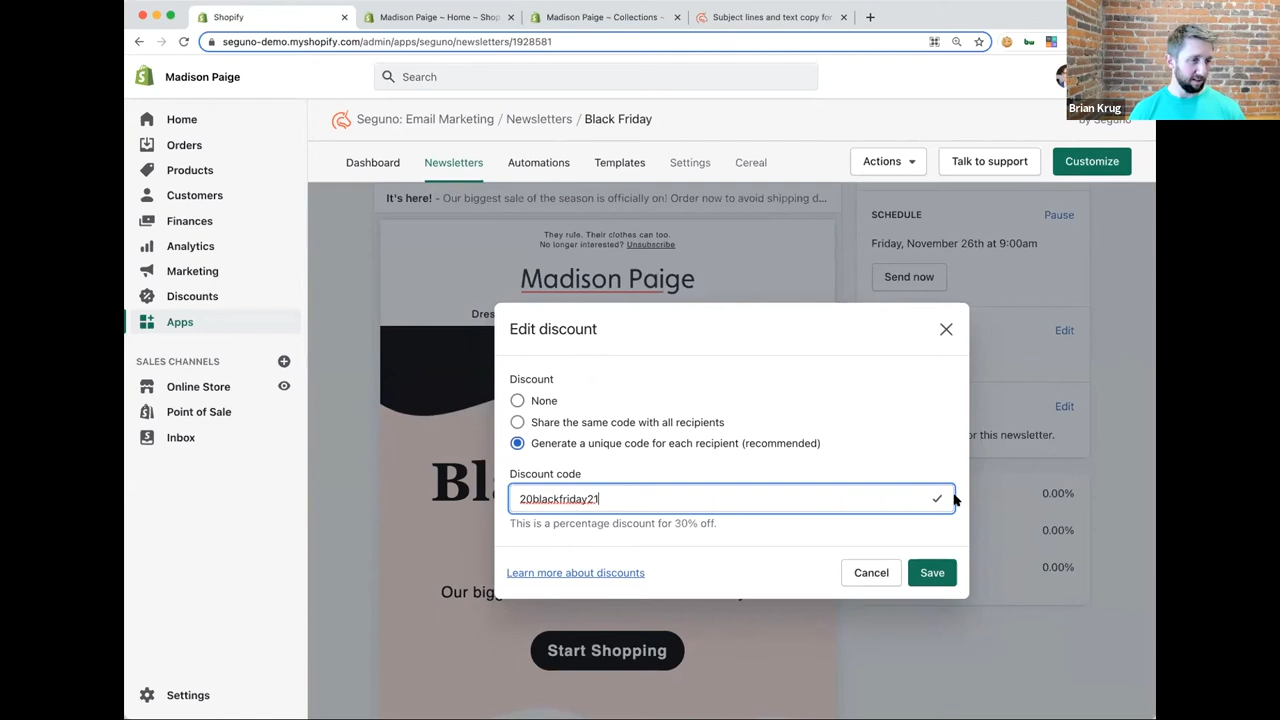 Shopify
Madison Paige ~ Home ~ Shop
Madison Paige ~ Collections ~
Subject lines and text copy for
seguno-demo.myshopify.com/admin/apps/seguno/newsletters/1928581
Madison Paige
Search
Brian Krug
Home
Orders
Products
Customers
Finances
Analytics
Marketing
Discounts
Apps
SALES CHANNELS
Online Store
Point of Sale
Inbox
Settings
Seguno: Email Marketing / Newsletters / Black Friday
by Seguno
Dashboard
Newsletters
Automations
Templates
Settings
Cereal
Actions
Talk to support
Customize
It's here! - Our biggest sale of the season is officially on! Order now to avoid shipping d...
They rule. Their clothes can too.
No longer interested? Unsubscribe
Madison Paige
Dres
Bl
Our big
Start Shopping
SCHEDULE
Pause
Friday, November 26th at 9:00am
Send now
Edit
Edit
or this newsletter.
0.00%
0.00%
0.00%
Edit discount
Discount
None
Share the same code with all recipients
Generate a unique code for each recipient (recommended)
Discount code
20blackfriday21
This is a percentage discount for 30% off.
Learn more about discounts
Cancel
Save